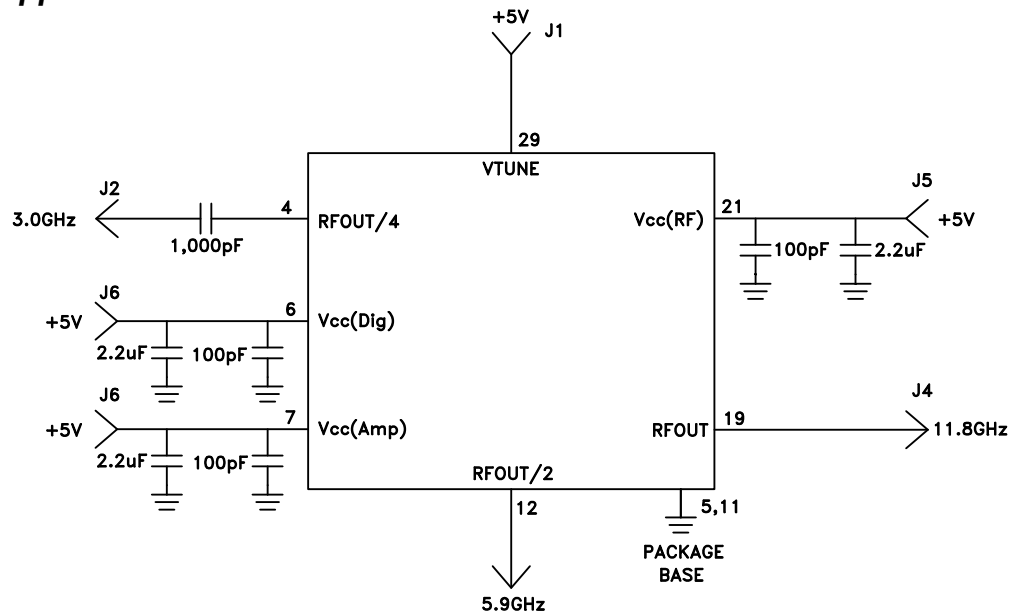 +5V
J1
29
VTUNE
J2
3.0GHz
1,000pF
4
RFOUT/4
Vcc(RF)
21
J5
+5V
100pF
2.2uF
J6
+5V
6
Vcc(Dig)
2.2uF
100pF
J6
+5V
7
Vcc(Amp)
2.2uF
100pF
RFOUT
19
J4
11.8GHz
RFOUT/2
12
5.9GHz
5,11
PACKAGE
BASE